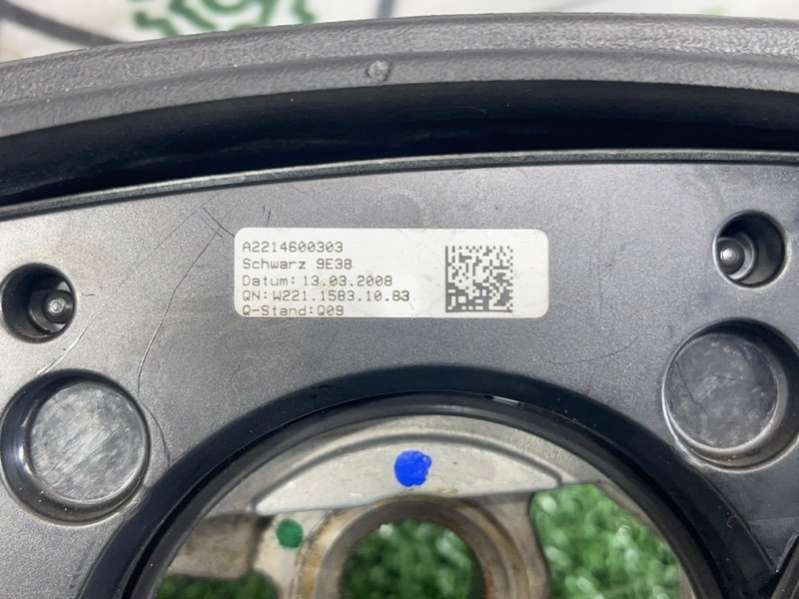 A2214600303
Schwarz 9E38
Datum: 13.03.2008
QN: W221.1583.10.83
Q-Stand: Q09